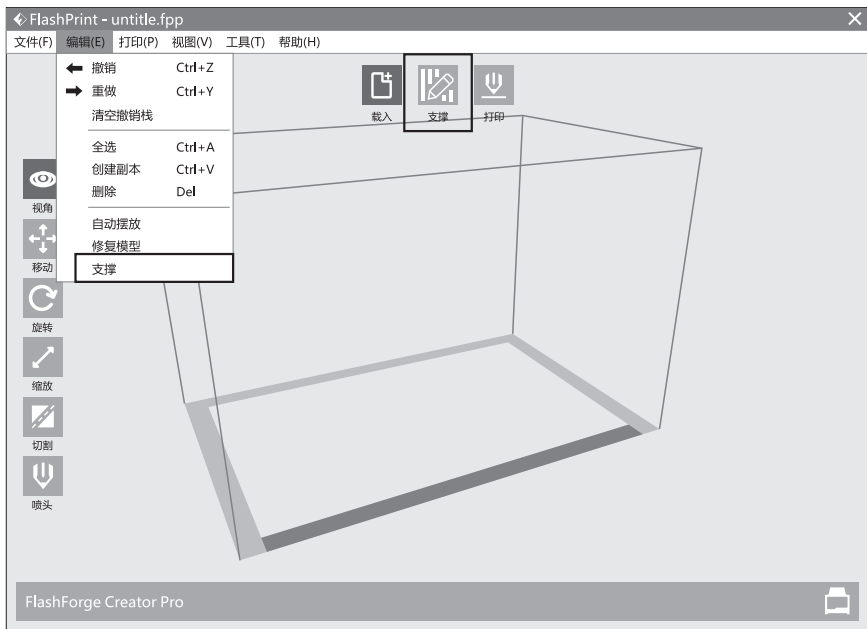 FlashPrint - untitle.fpp
文件(F) 编辑(E) 打印(P) 视图(V) 工具(T) 帮助(H)
撤销 Ctrl+Z
重做 Ctrl+Y
清空撤销栈
全选 Ctrl+A
创建副本 Ctrl+V
删除 Del
自动摆放
修复模型
支撑
载入 支撑 打印
视角
移动
旋转
缩放
切割
喷头
FlashForge Creator Pro